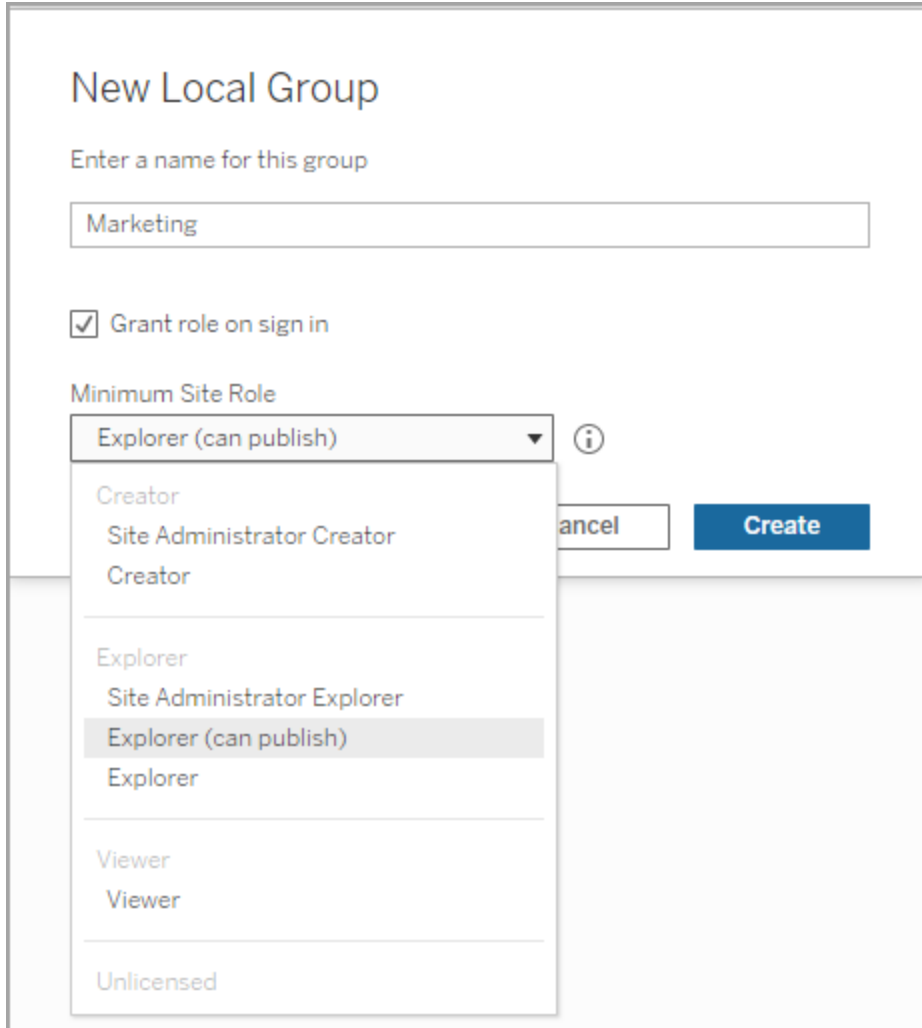 New Local Group
Enter a name for this group
Marketing
Grant role on sign in
Minimum Site Role
Explorer (can publish)
Creator
Site Administrator Creator
ancel
Create
Creator
Explorer
Site Administrator Explorer
Explorer (can publish)
Explorer
Viewer
Viewer
Unlicensed